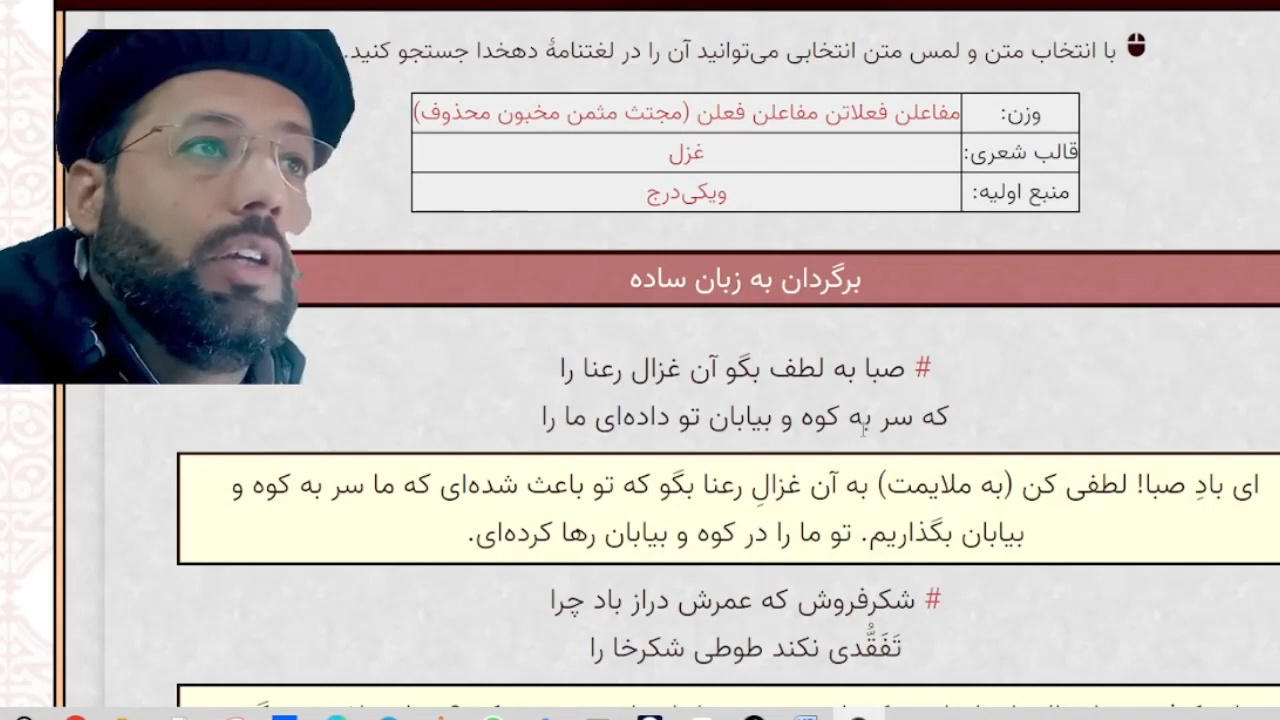 با انتخاب متن و لمس متن انتخابی می‌توانید آن را در لغتنامهٔ دهخدا جستجو کنید.
وزن: مفاعلن فعلاتن مفاعلن فعلن (مجتث مثمن مخبون محذوف)
قالب شعری: غزل
منبع اولیه: ویکی‌درج
برگردان به زبان ساده
# صبا به لطف بگو آن غزال رعنا را
که سر به کوه و بیابان تو داده‌ای ما را
ای بادِ صبا! لطفی کن (به ملایمت) به آن غزالِ رعنا بگو که تو باعث شده‌ای که ما سر به کوه و
بیابان بگذاریم. تو ما را در کوه و بیابان رها کرده‌ای.
# شکرفروش که عمرش دراز باد چرا
تَفَقُّدی نکند طوطی شکرخا را